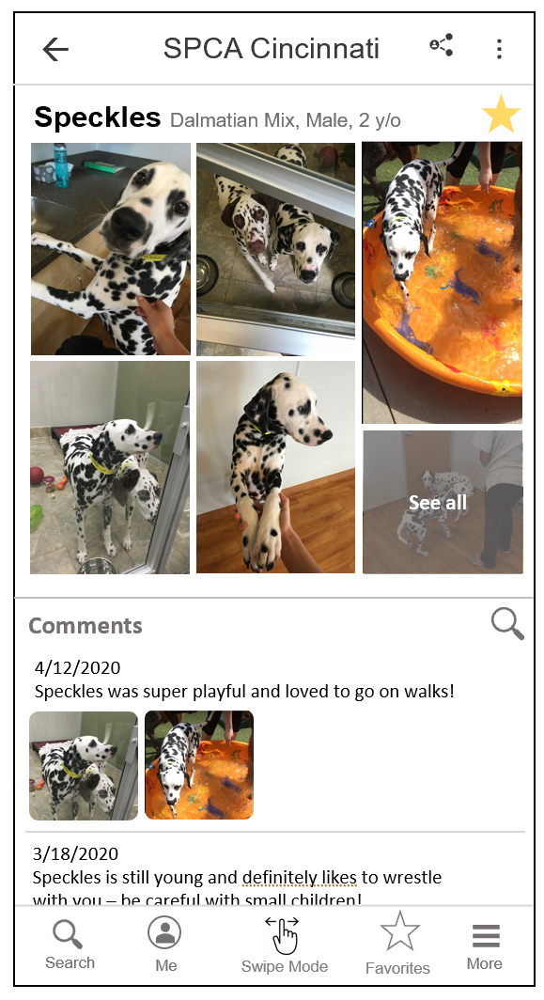 SPCA Cincinnati
Speckles Dalmatian Mix, Male, 2 y/o
See all
Comments
4/12/2020
Speckles was super playful and loved to go on walks!
3/18/2020
Speckles is still young and definitely likes to wrestle
with you – be careful with small children!
Search
Me
Swipe Mode
Favorites
More